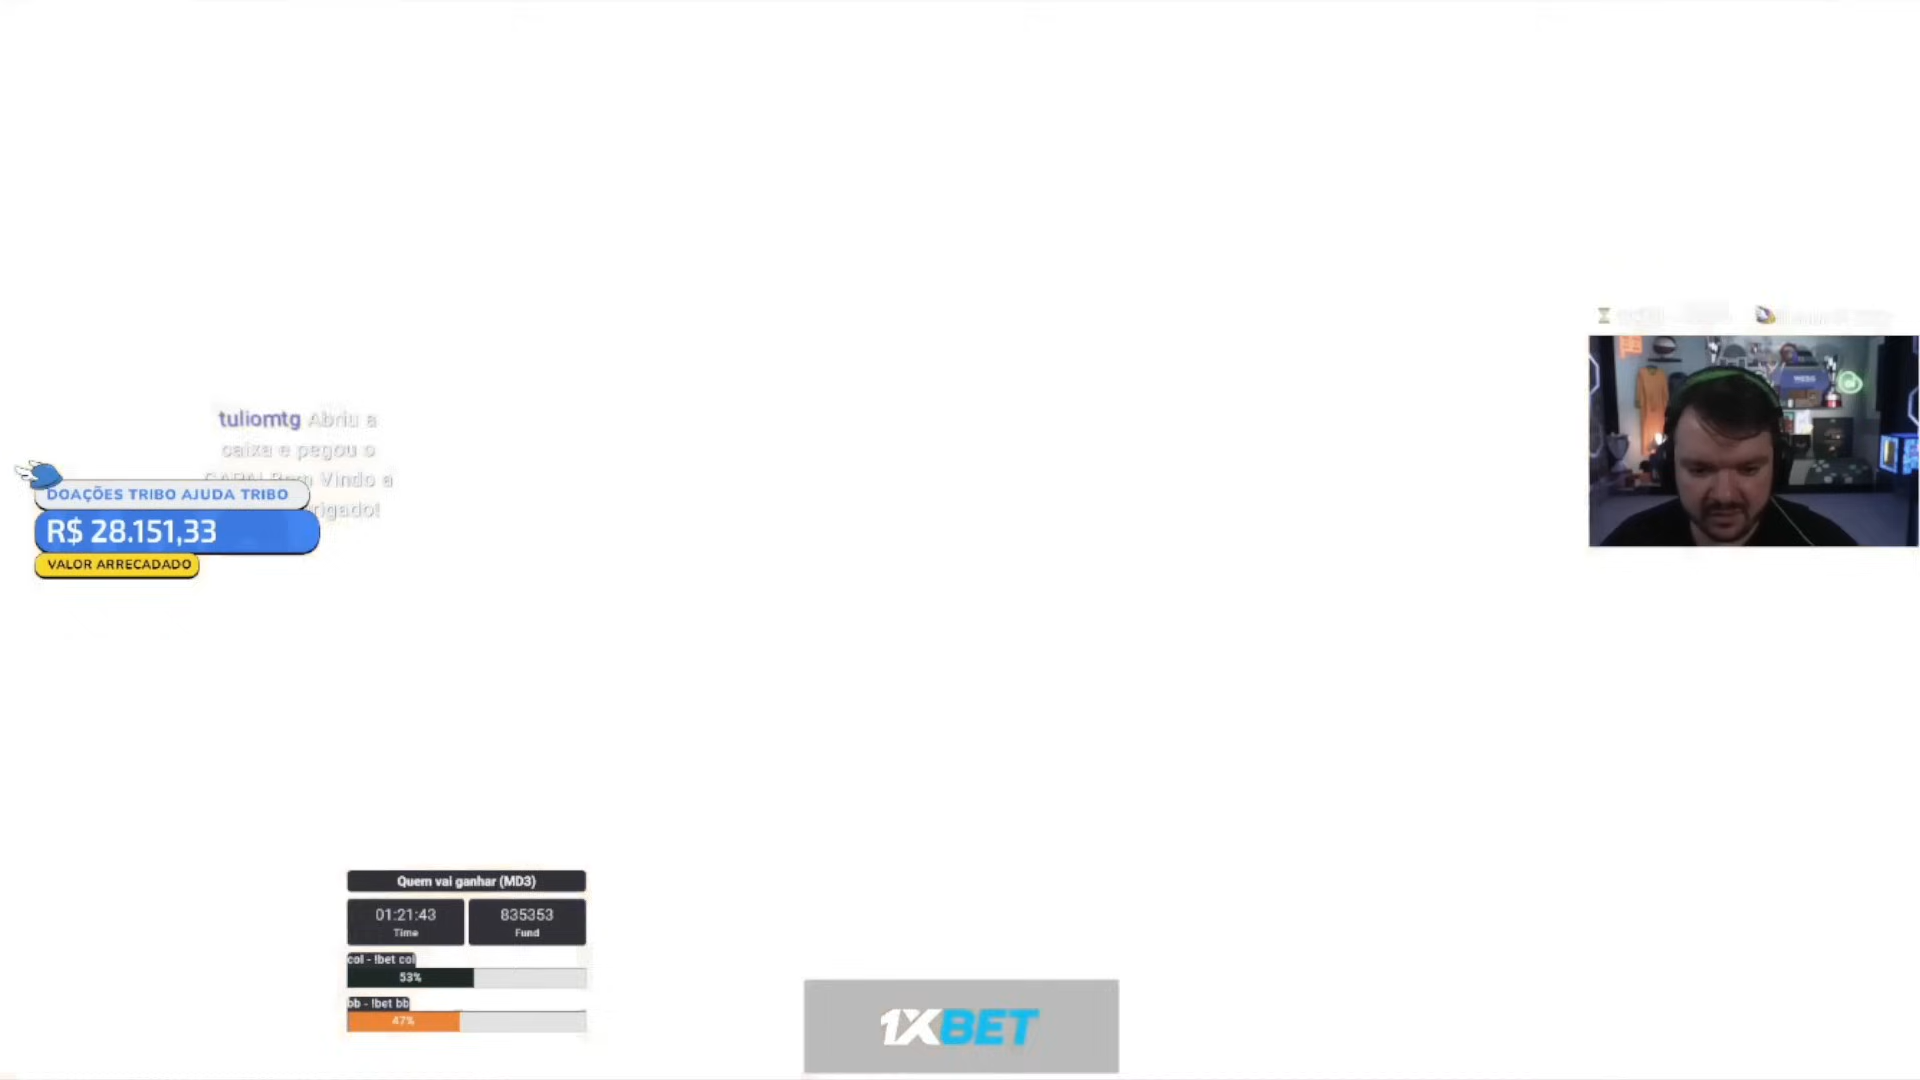 tuliomtg Abriu a
caixa e pegou o
Vindo a
DOAÇÕES TRIBO AJUDA TRIBO
R$ 28.151,33
VALOR ARRECADADO
Quem vai ganhar (MD3)
01:21:43
Time
835353
Fund
col - !bet col
53%
bb - !bet bb
47%
1XBET